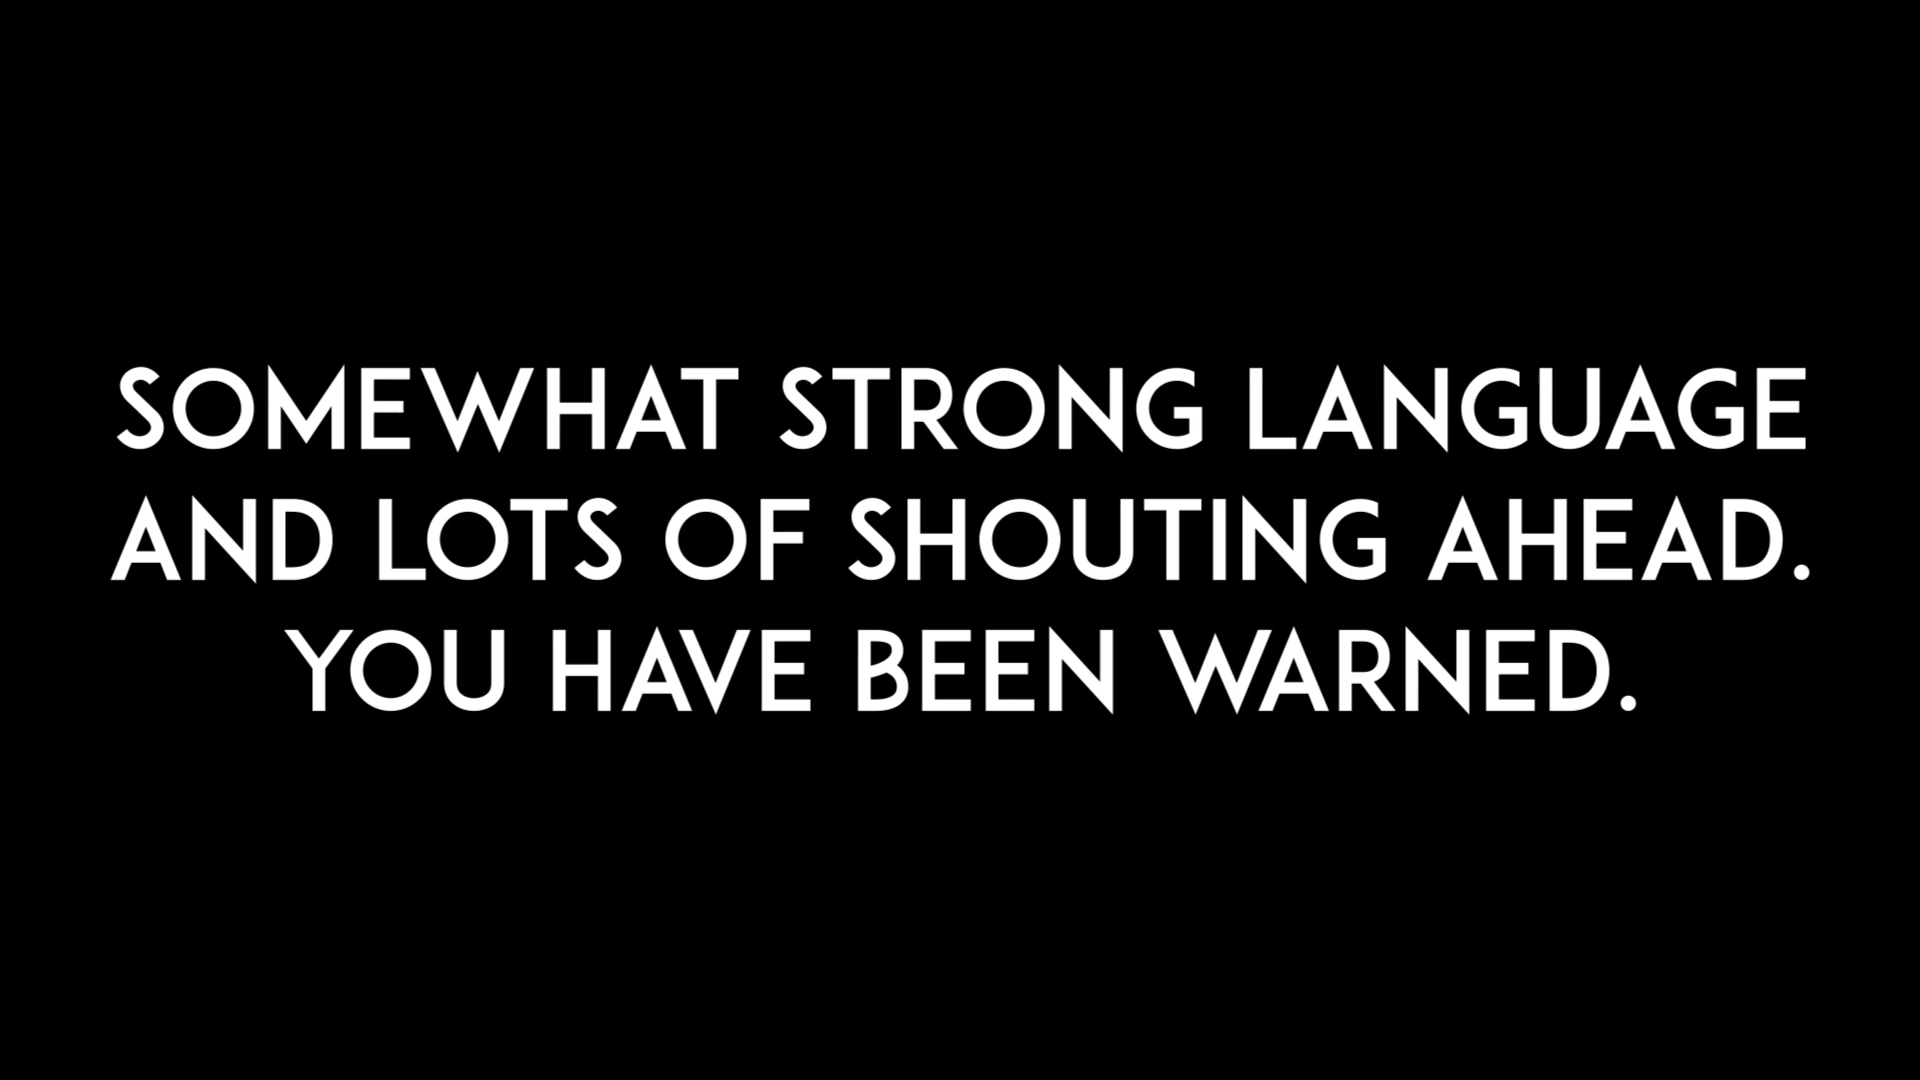 SOMEWHAT STRONG LANGUAGE
AND LOTS OF SHOUTING AHEAD.
YOU HAVE BEEN WARNED.